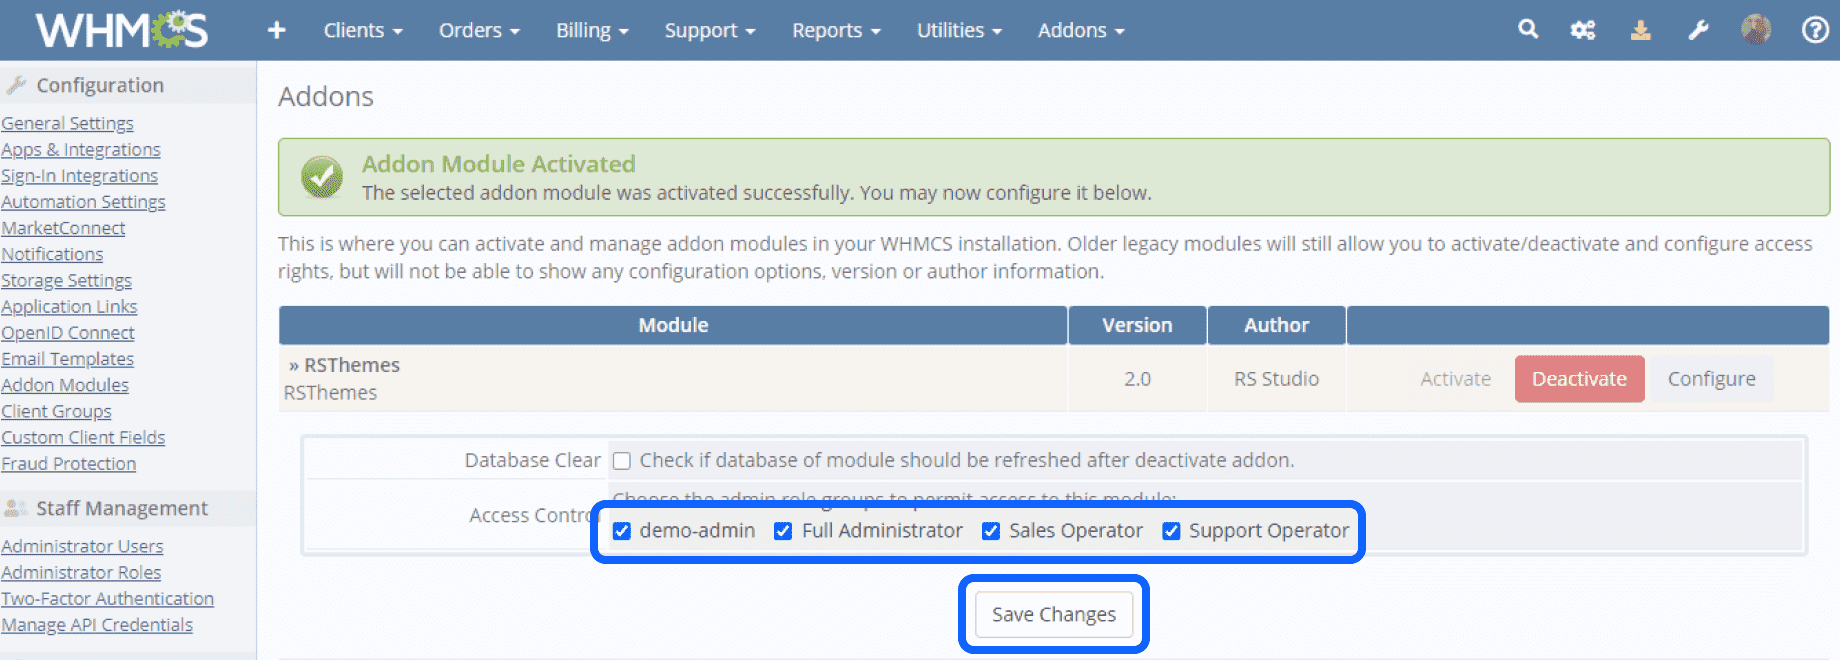 WHMCS
Clients Orders Billing Support Reports Utilities Addons
Configuration
General Settings
Apps & Integrations
Sign-In Integrations
Automation Settings
MarketConnect
Notifications
Storage Settings
Application Links
OpenID Connect
Email Templates
Addon Modules
Client Groups
Custom Client Fields
Fraud Protection
Staff Management
Administrator Users
Administrator Roles
Two-Factor Authentication
Manage API Credentials
Addons
Addon Module Activated
The selected addon module was activated successfully. You may now configure it below.
This is where you can activate and manage addon modules in your WHMCS installation. Older legacy modules will still allow you to activate/deactivate and configure access
rights, but will not be able to show any configuration options, version or author information.
Module Version Author
» RSThemes
RSThemes
2.0 RS Studio Activate Deactivate Configure
Database Clear Check if database of module should be refreshed after deactivate addon.
Choose the admin role groups to permit access to this module:
Access Control
demo-admin Full Administrator Sales Operator Support Operator
Save Changes